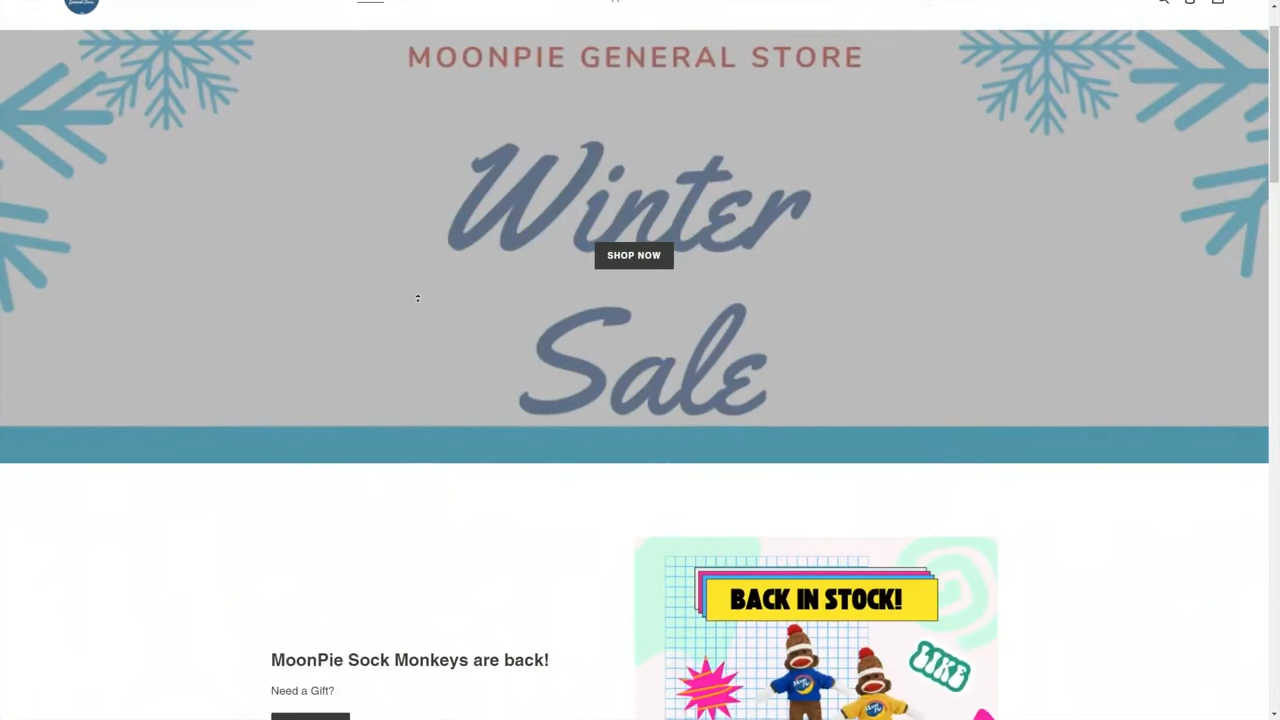 MOONPIE GENERAL STORE
Winter
SHOP NOW
Sale
BACK IN STOCK!
MoonPie Sock Monkeys are back!
LIKE
Need a Gift?